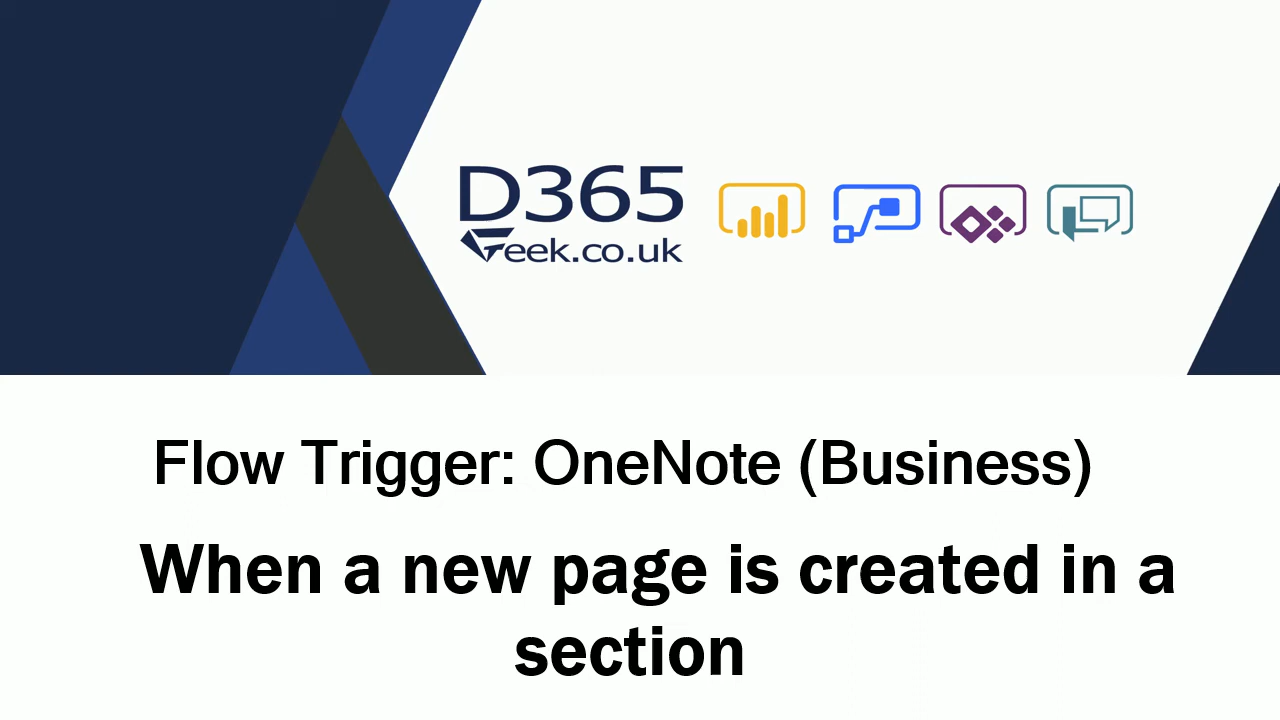 D365
Geek.co.uk
Flow Trigger: OneNote (Business)
When a new page is created in a
section